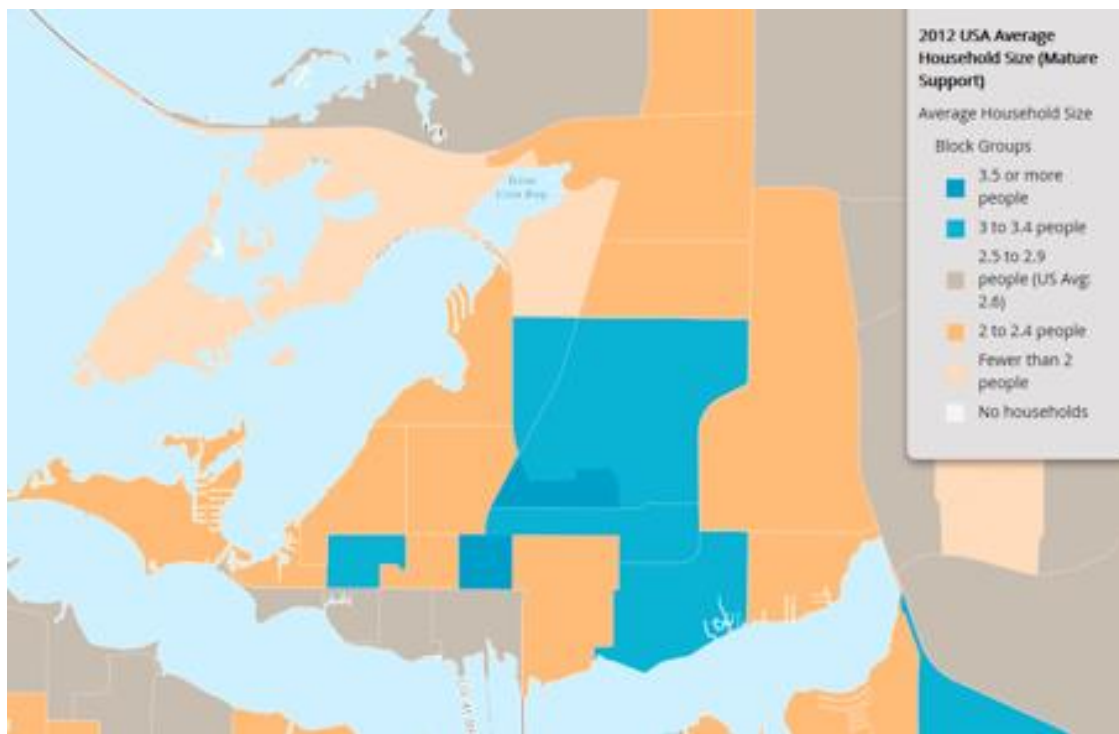 2012 USA Average
Household Size (Mature
Support)
Average Household Size
Block Groups
3.5 or more
people
3 to 3.4 people
2.5 to 2.9
people (US Avg:
2.6)
2 to 2.4 people
Fewer than 2
people
No households